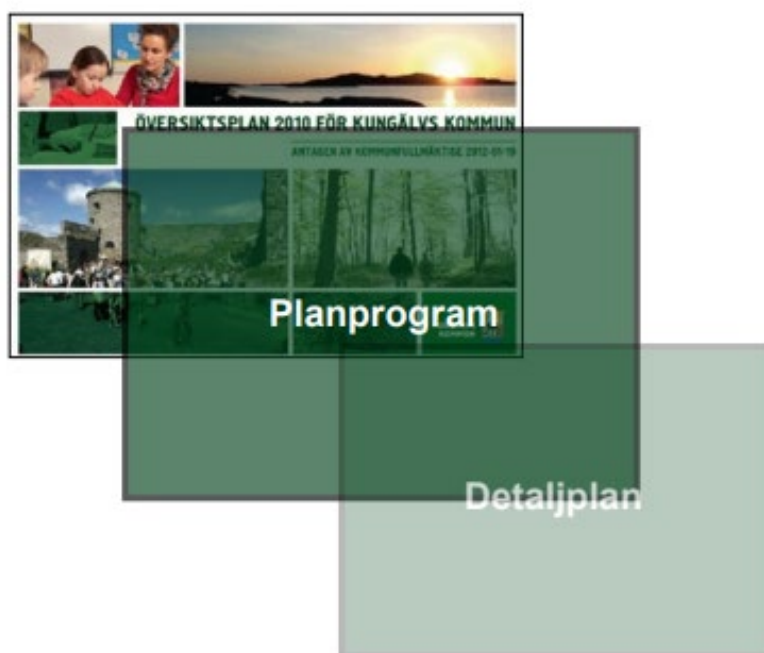 ÖVERSIKTSPLAN 2010 FÖR KUNGÄLVS KOMMUN
ANTAGEN AV KOMMUNFULLMÄKTIGE 2012-01-19
Planprogram
Detaljplan